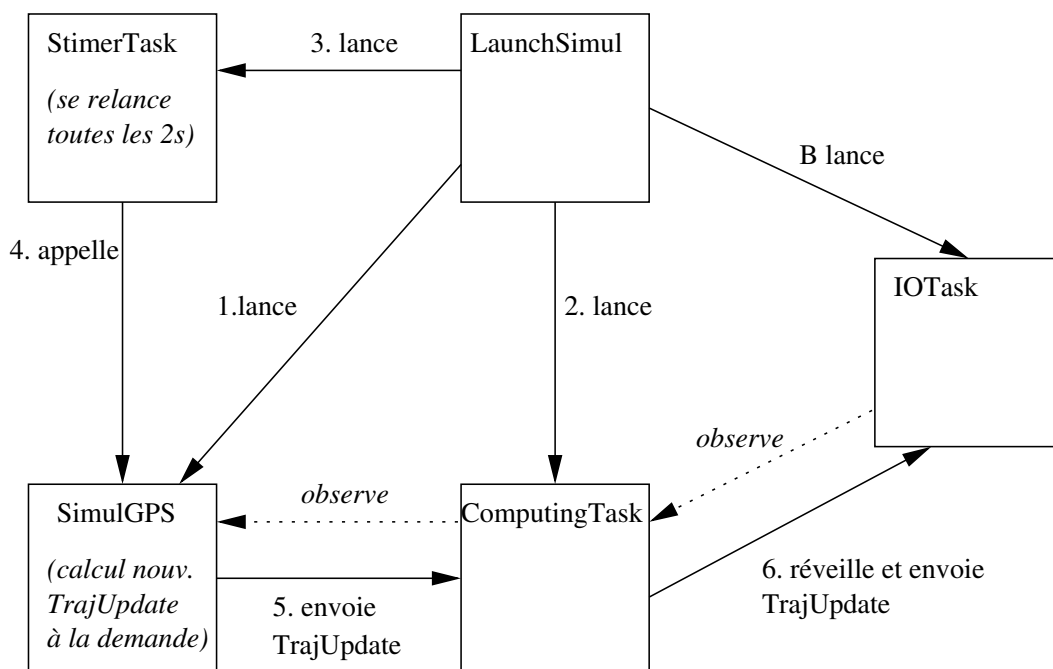 StimerTask
(se relance
toutes les 2s)
3. lance
LaunchSimul
B lance
4. appelle
1.lance
2. lance
IOTask
observe
observe
SimulGPS
(calcul nouv.
TrajUpdate
à la demande)
ComputingTask
5. envoie
TrajUpdate
6. réveille et envoie
TrajUpdate